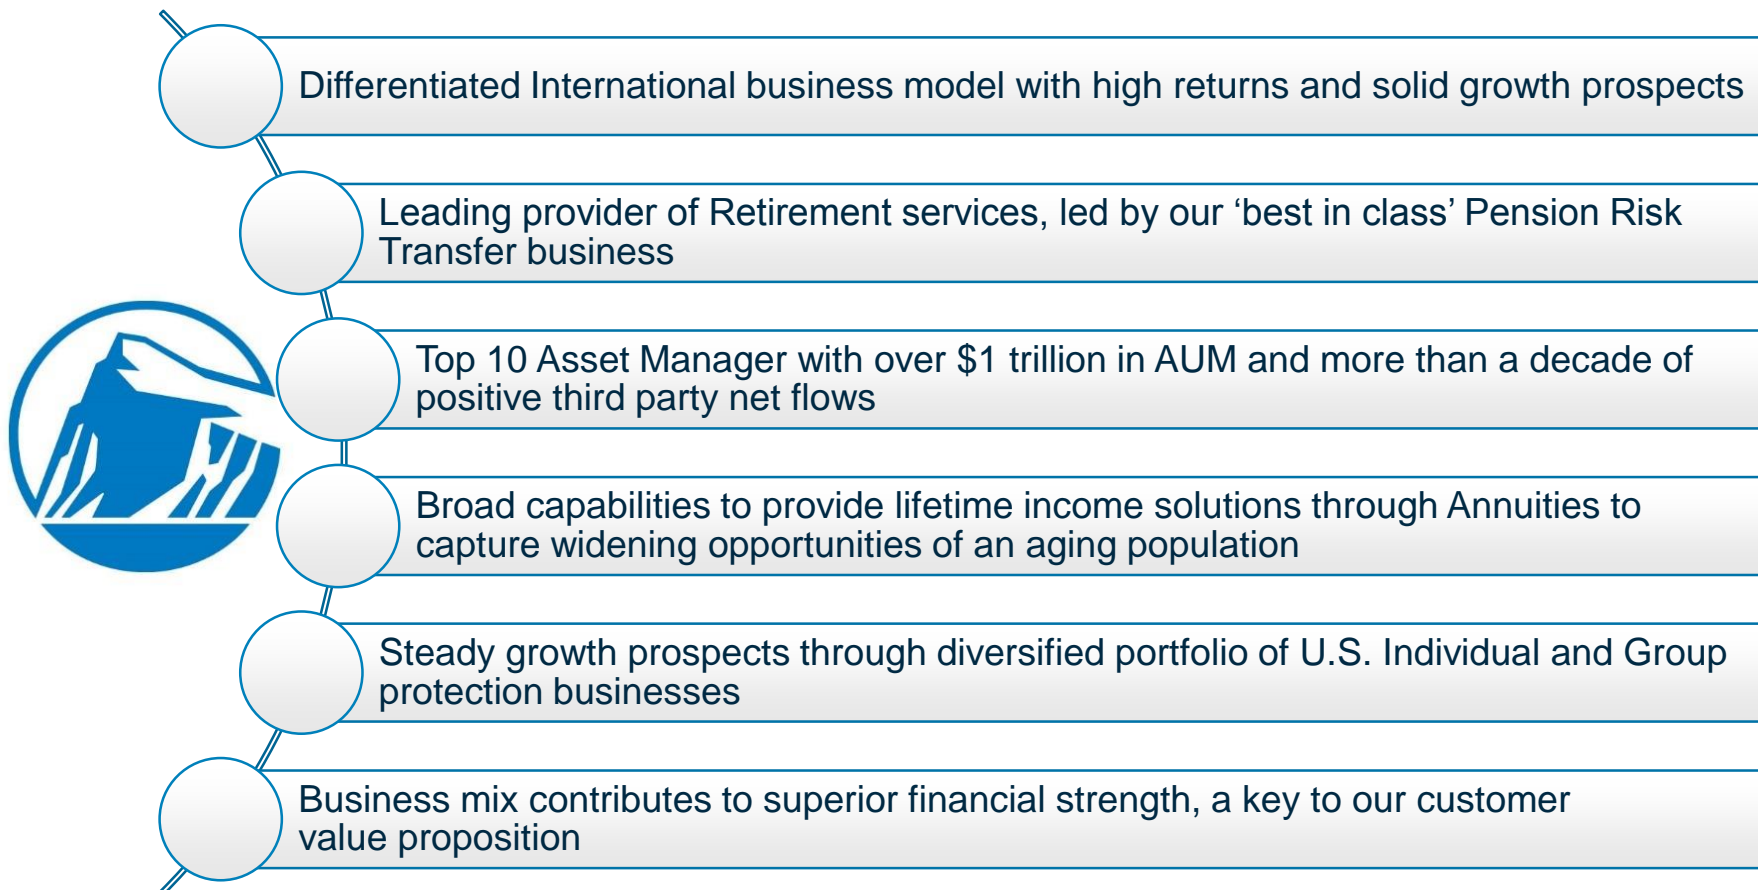 Differentiated International business model with high returns and solid growth prospects
Leading provider of Retirement services, led by our ‘best in class’ Pension Risk
Transfer business
Top 10 Asset Manager with over $1 trillion in AUM and more than a decade of
positive third party net flows
Broad capabilities to provide lifetime income solutions through Annuities to
capture widening opportunities of an aging population
Steady growth prospects through diversified portfolio of U.S. Individual and Group
protection businesses
Business mix contributes to superior financial strength, a key to our customer
value proposition